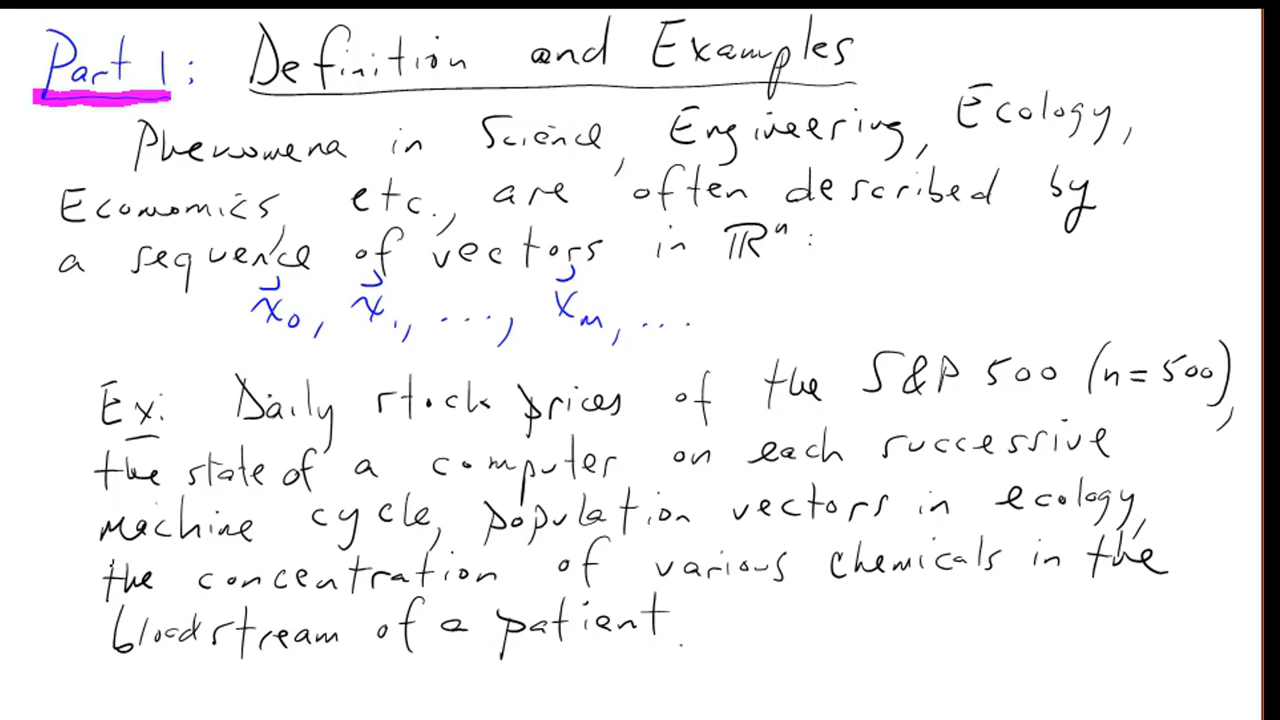 Part 1: Definition and Examples
Phenomena in Science, Engineering, Ecology,
Economics, etc., are often described by
a sequence of vectors in ℝⁿ:
x⃗₀, x⃗₁, ..., x⃗ₘ, ...
Ex: Daily stock prices of the S&P 500 (n=500),
the state of a computer on each successive
machine cycle, population vectors in ecology,
the concentration of various chemicals in the
bloodstream of a patient.